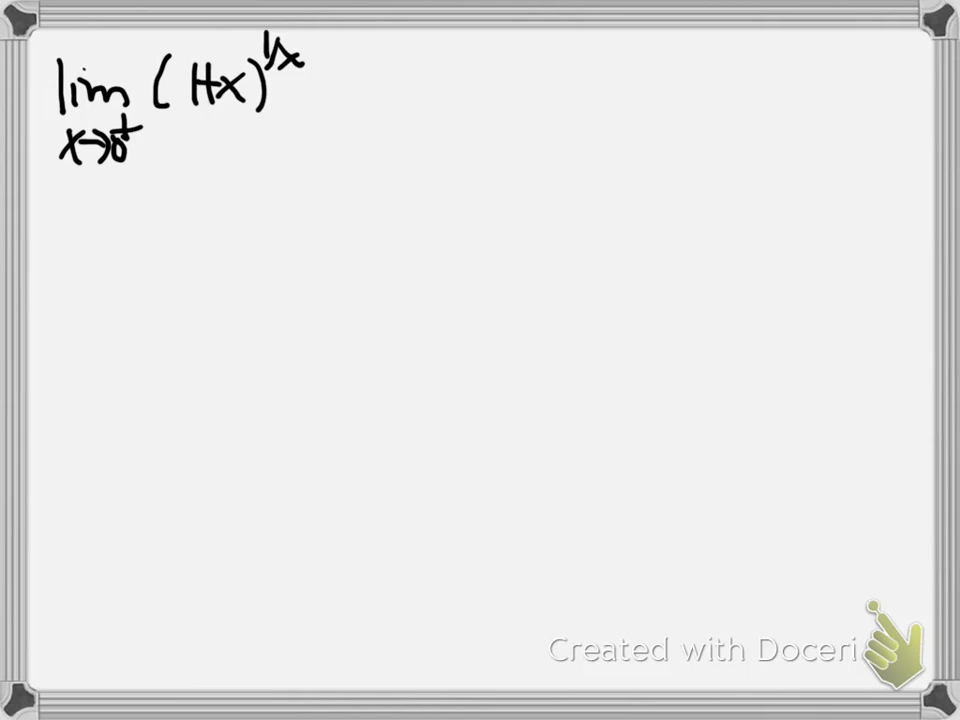 lim (1+x)^{1/x}
x→0⁺
Created with Doceri